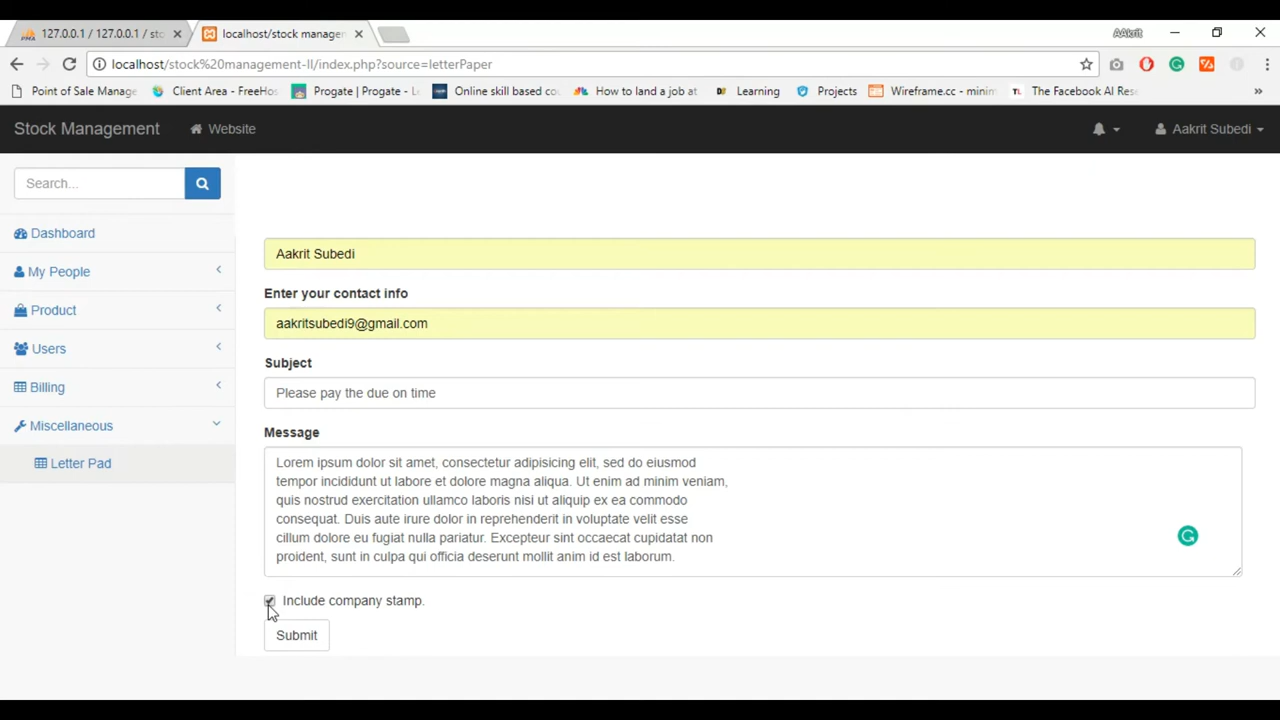 127.0.0.1 / 127.0.0.1 / sto
localhost/stock manage
AAkrit
localhost/stock%20management-II/index.php?source=letterPaper
Point of Sale Manage
Client Area - FreeHos
Progate | Progate - L
Online skill based co
How to land a job at
Learning
Projects
Wireframe.cc - minim
The Facebook AI Rese
Stock Management
Website
Aakrit Subedi
Search...
Dashboard
My People
Product
Users
Billing
Miscellaneous
Letter Pad
Aakrit Subedi
Enter your contact info
aakritsubedi9@gmail.com
Subject
Please pay the due on time
Message
Lorem ipsum dolor sit amet, consectetur adipisicing elit, sed do eiusmod
tempor incididunt ut labore et dolore magna aliqua. Ut enim ad minim veniam,
quis nostrud exercitation ullamco laboris nisi ut aliquip ex ea commodo
consequat. Duis aute irure dolor in reprehenderit in voluptate velit esse
cillum dolore eu fugiat nulla pariatur. Excepteur sint occaecat cupidatat non
proident, sunt in culpa qui officia deserunt mollit anim id est laborum.
Include company stamp.
Submit